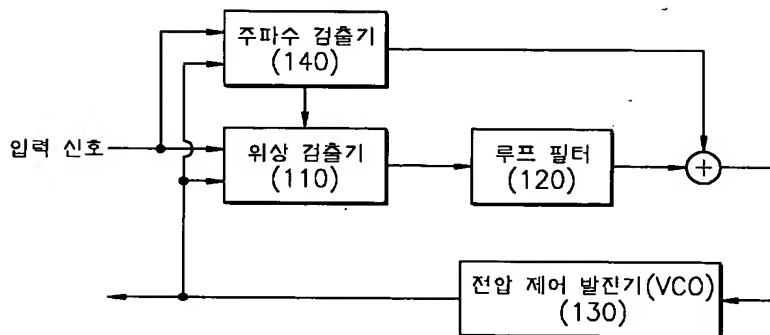 주파수 검출기
(140)
입력 신호
위상 검출기
(110)
루프 필터
(120)
+
전압 제어 발진기(VCO)
(130)